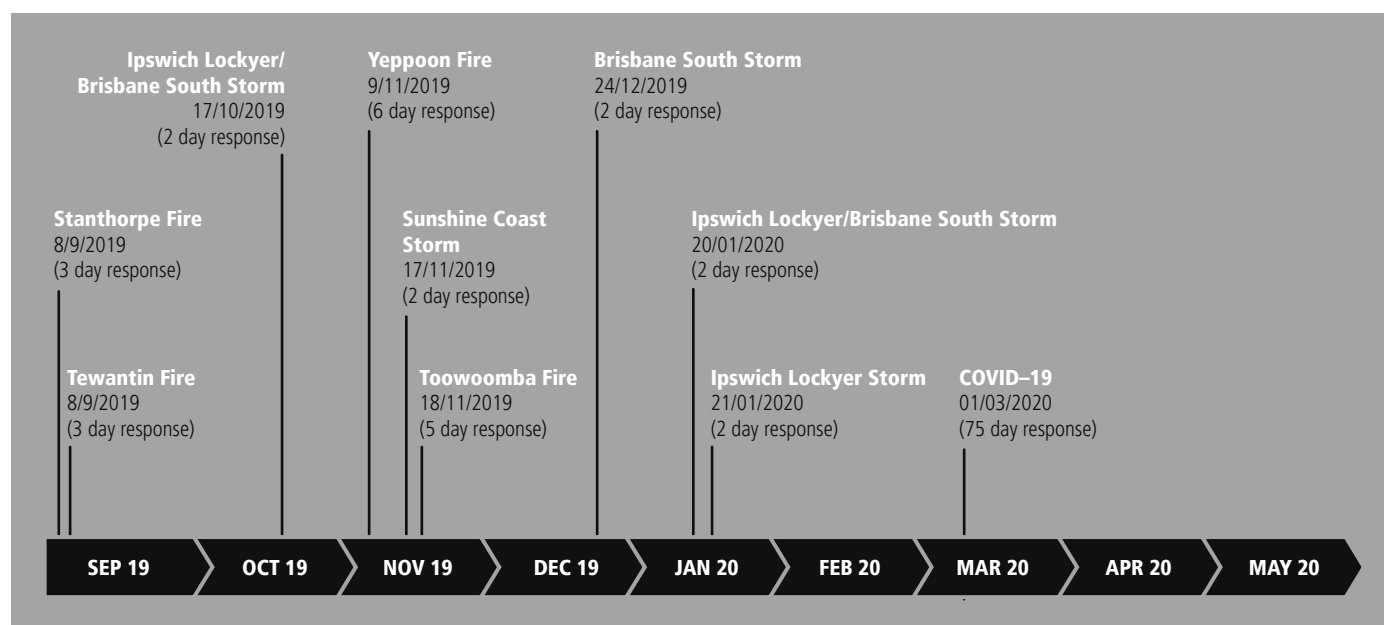 Ipswich Lockyer/
Brisbane South Storm
17/10/2019
(2 day response)
Yeppoon Fire
9/11/2019
(6 day response)
Brisbane South Storm
24/12/2019
(2 day response)
Stanthorpe Fire
8/9/2019
(3 day response)
Sunshine Coast
Storm
17/11/2019
(2 day response)
Ipswich Lockyer/Brisbane South Storm
20/01/2020
(2 day response)
Tewantin Fire
8/9/2019
(3 day response)
Toowoomba Fire
18/11/2019
(5 day response)
Ipswich Lockyer Storm
21/01/2020
(2 day response)
COVID–19
01/03/2020
(75 day response)
SEP 19
OCT 19
NOV 19
DEC 19
JAN 20
FEB 20
MAR 20
APR 20
MAY 20